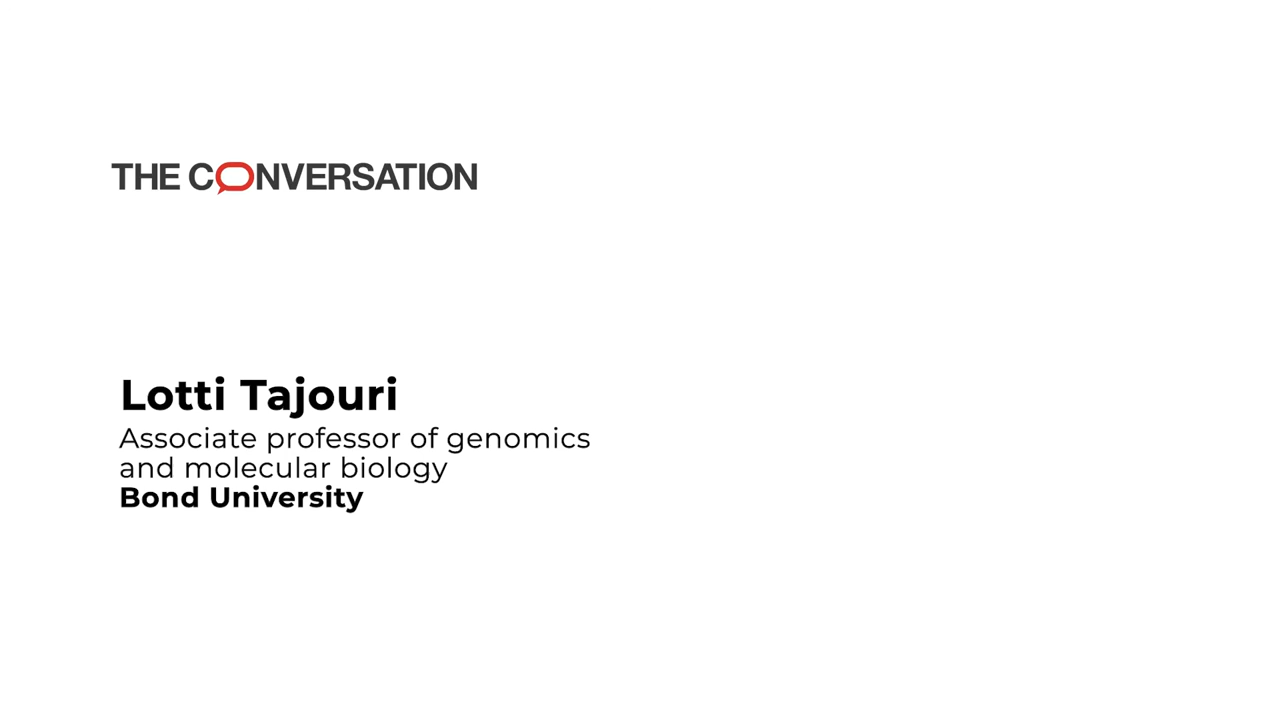 THE CONVERSATION
Lotti Tajouri
Associate professor of genomics
and molecular biology
Bond University